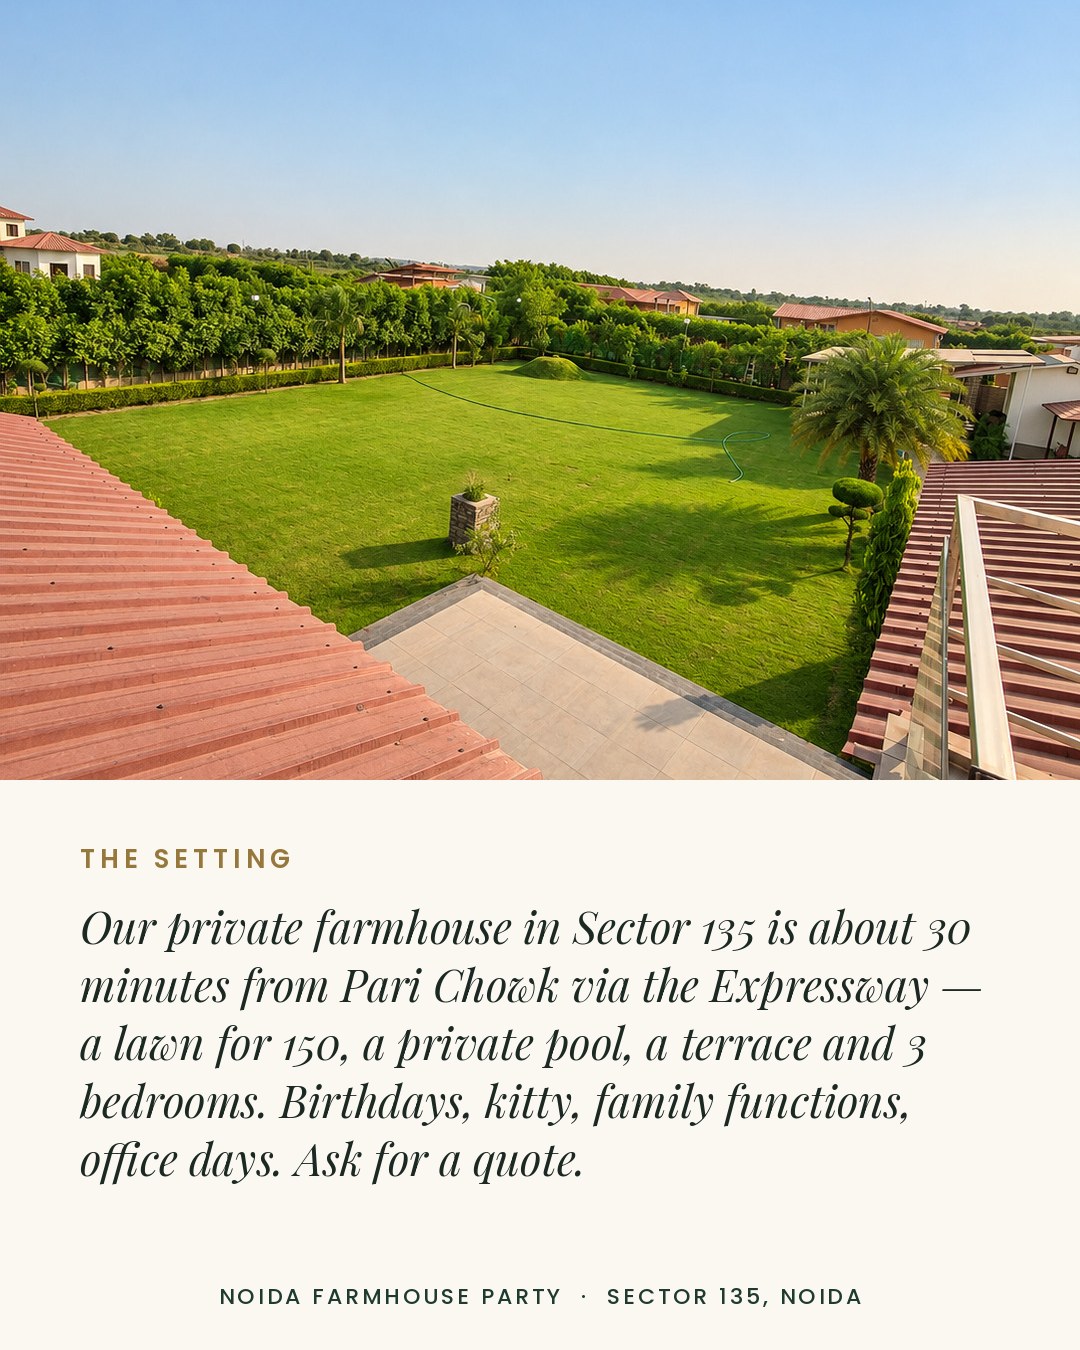 THE SETTING
Our private farmhouse in Sector 135 is about 30
minutes from Pari Chowk via the Expressway —
a lawn for 150, a private pool, a terrace and 3
bedrooms. Birthdays, kitty, family functions,
office days. Ask for a quote.
NOIDA FARMHOUSE PARTY · SECTOR 135, NOIDA